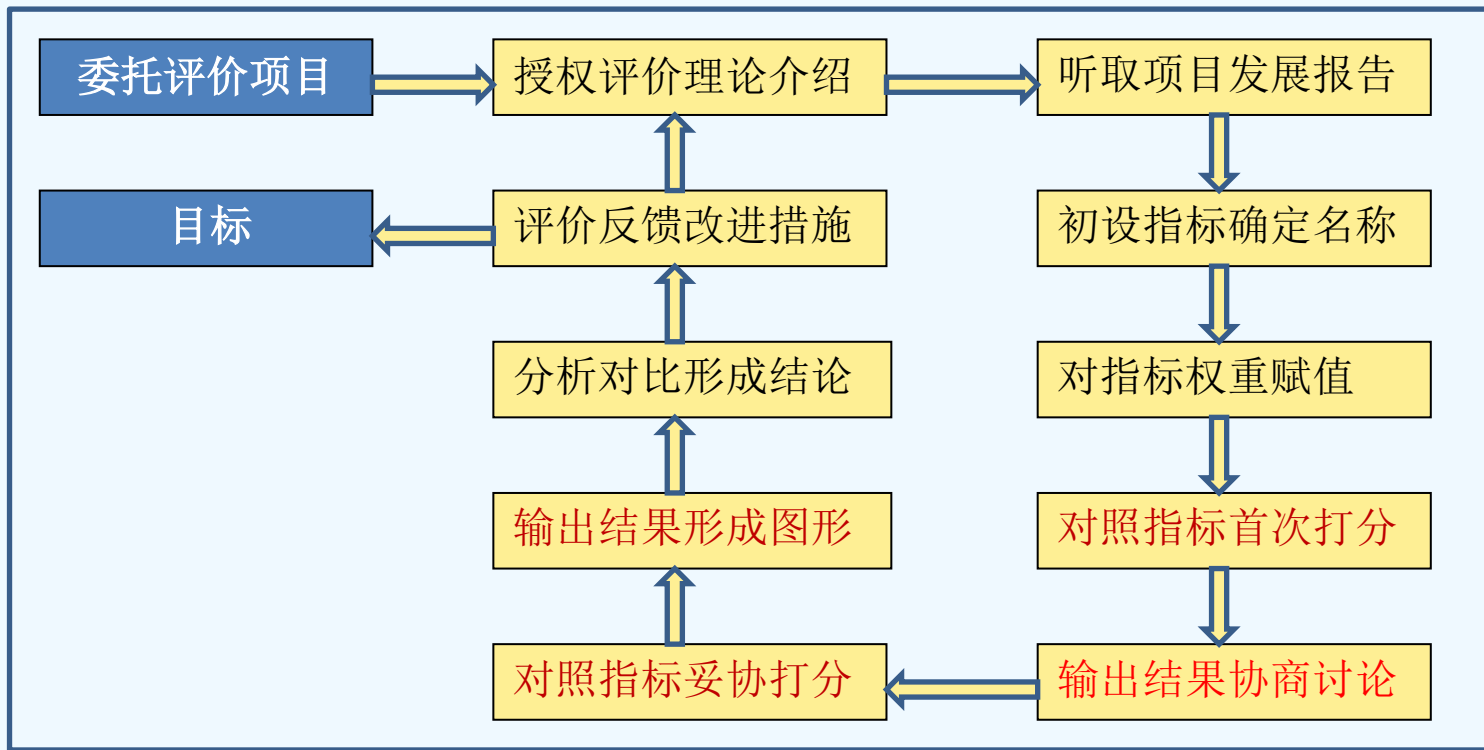 委托评价项目
授权评价理论介绍
听取项目发展报告
目标
评价反馈改进措施
初设指标确定名称
分析对比形成结论
对指标权重赋值
输出结果形成图形
对照指标首次打分
对照指标妥协打分
输出结果协商讨论